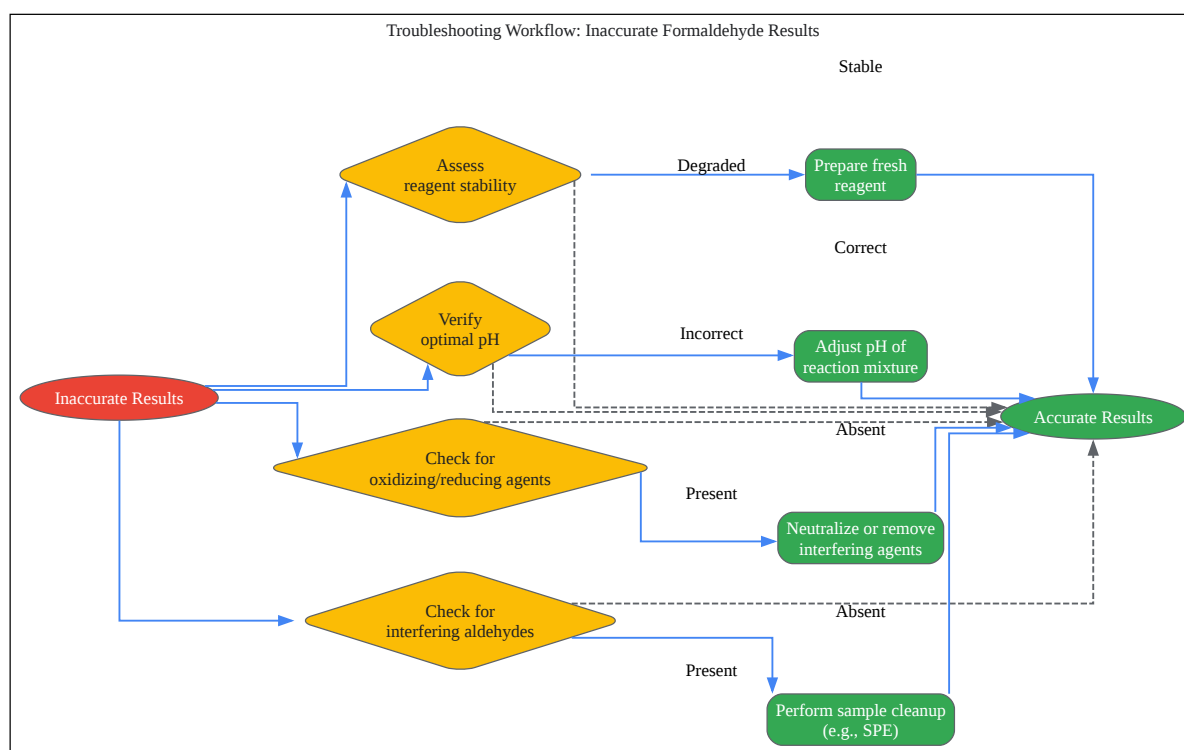 Troubleshooting Workflow: Inaccurate Formaldehyde Results
Stable
Assess
reagent stability
Degraded
Prepare fresh
reagent
Correct
Verify
optimal pH
Incorrect
Adjust pH of
reaction mixture
Inaccurate Results
Accurate Results
Absent
Check for
oxidizing/reducing agents
Present
Neutralize or remove
interfering agents
Check for
interfering aldehydes
Absent
Present
Perform sample cleanup
(e.g., SPE)